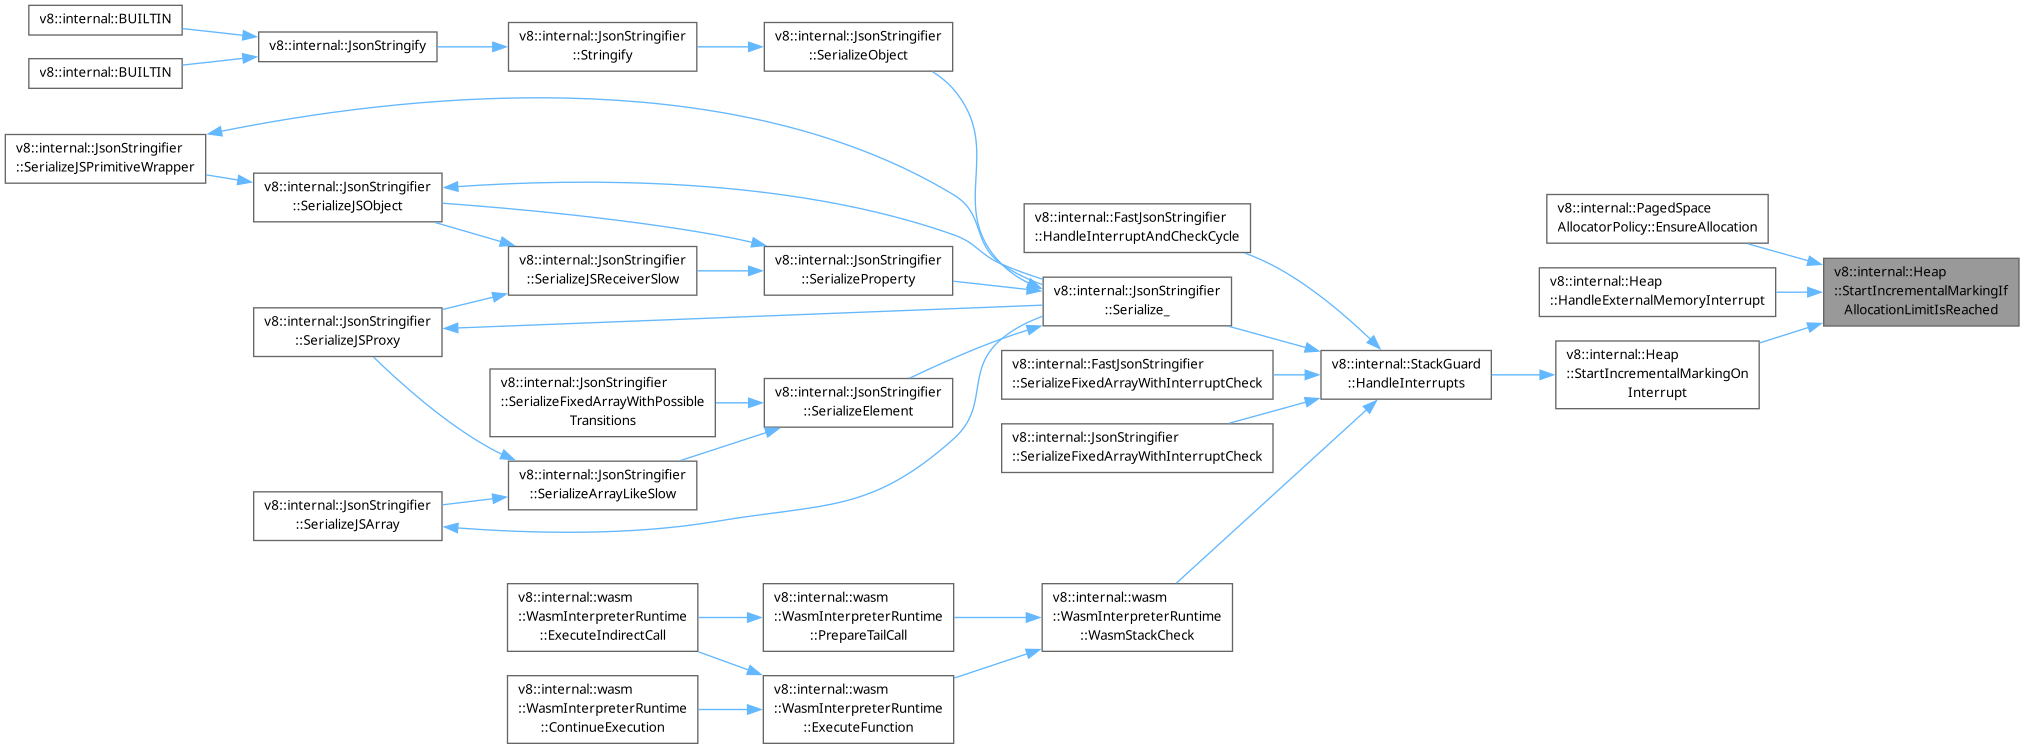 v8::internal::BUILTIN
v8::internal::BUILTIN
v8::internal::JsonStringify
v8::internal::JsonStringifier
::Stringify
v8::internal::JsonStringifier
::SerializeObject
v8::internal::JsonStringifier
::SerializeJSPrimitiveWrapper
v8::internal::JsonStringifier
::SerializeJSObject
v8::internal::JsonStringifier
::SerializeJSReceiverSlow
v8::internal::JsonStringifier
::SerializeProperty
v8::internal::JsonStringifier
::SerializeJSProxy
v8::internal::JsonStringifier
::SerializeFixedArrayWithPossible
Transitions
v8::internal::JsonStringifier
::SerializeElement
v8::internal::JsonStringifier
::SerializeArrayLikeSlow
v8::internal::JsonStringifier
::SerializeJSArray
v8::internal::FastJsonStringifier
::HandleInterruptAndCheckCycle
v8::internal::JsonStringifier
::Serialize_
v8::internal::FastJsonStringifier
::SerializeFixedArrayWithInterruptCheck
v8::internal::JsonStringifier
::SerializeFixedArrayWithInterruptCheck
v8::internal::StackGuard
::HandleInterrupts
v8::internal::PagedSpace
AllocatorPolicy::EnsureAllocation
v8::internal::Heap
::HandleExternalMemoryInterrupt
v8::internal::Heap
::StartIncrementalMarkingOn
Interrupt
v8::internal::Heap
::StartIncrementalMarkingIf
AllocationLimitIsReached
v8::internal::wasm
::WasmInterpreterRuntime
::ExecuteIndirectCall
v8::internal::wasm
::WasmInterpreterRuntime
::PrepareTailCall
v8::internal::wasm
::WasmInterpreterRuntime
::WasmStackCheck
v8::internal::wasm
::WasmInterpreterRuntime
::ContinueExecution
v8::internal::wasm
::WasmInterpreterRuntime
::ExecuteFunction